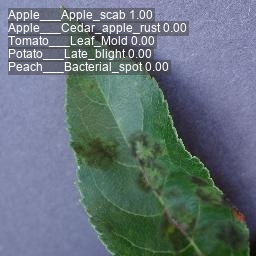 Apple___Apple_scab 1.00
Apple___Cedar_apple_rust 0.00
Tomato___Leaf_Mold 0.00
Potato___Late_blight 0.00
Peach___Bacterial_spot 0.00